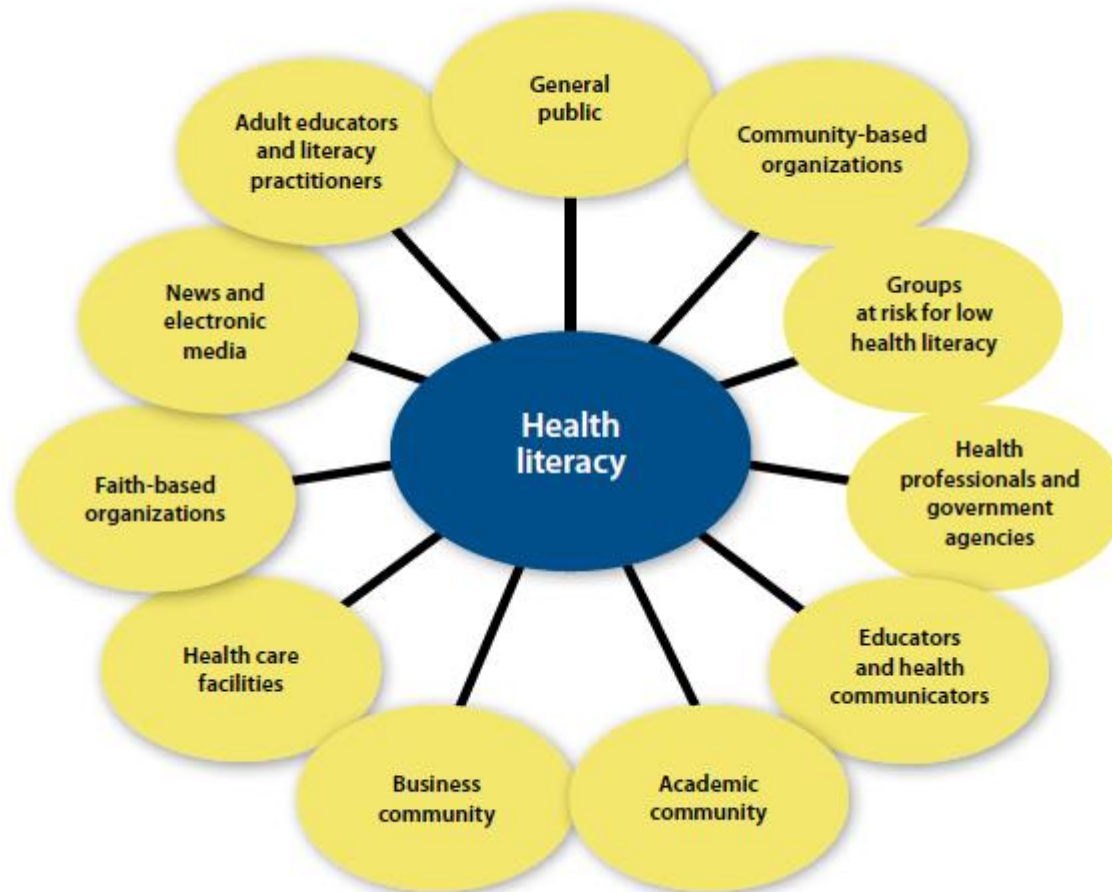 General
public
Community-based
organizations
Groups
at risk for low
health literacy
Health
professionals and
government
agencies
Educators
and health
communicators
Academic
community
Business
community
Health care
facilities
Faith-based
organizations
News and
electronic
media
Adult educators
and literacy
practitioners
Health
literacy